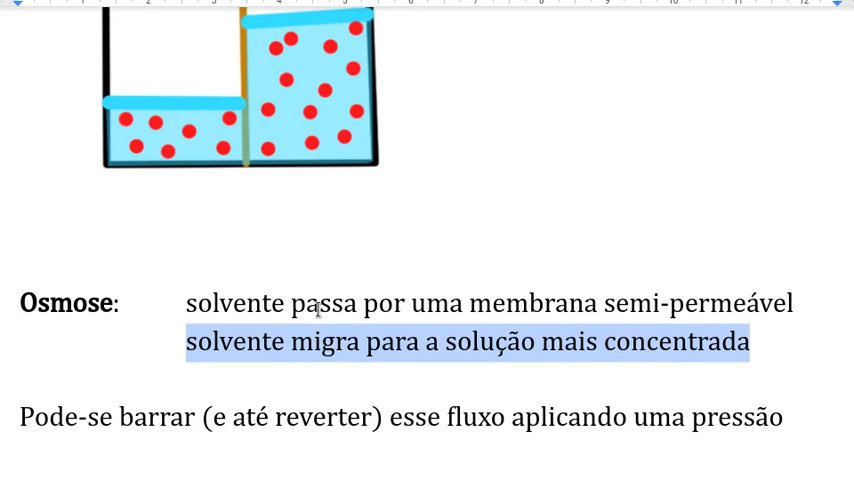 Osmose: solvente passa por uma membrana semi-permeável
solvente migra para a solução mais concentrada
Pode-se barrar (e até reverter) esse fluxo aplicando uma pressão